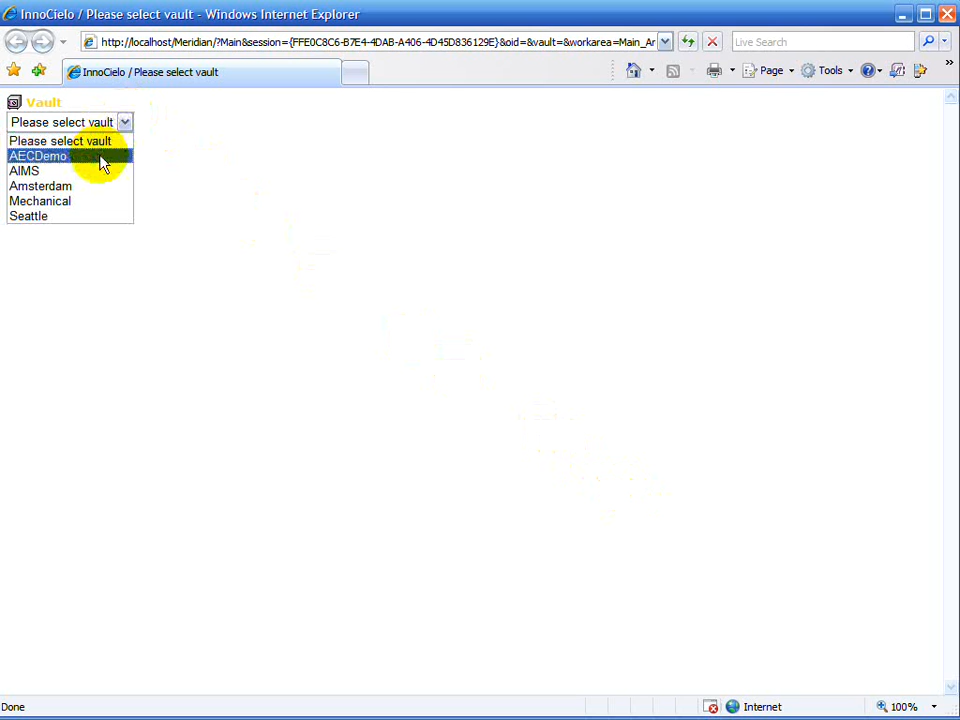 InnoCielo / Please select vault - Windows Internet Explorer
http://localhost/Meridian/?Main&session={FFE0C8C6-B7E4-4DAB-A406-4D45D836129E}&oid=&vault=&workarea=Main_Ar
Live Search
InnoCielo / Please select vault
Page
Tools
Vault
Please select vault
Please select vault
AECDemo
AIMS
Amsterdam
Mechanical
Seattle
Done
Internet
100%